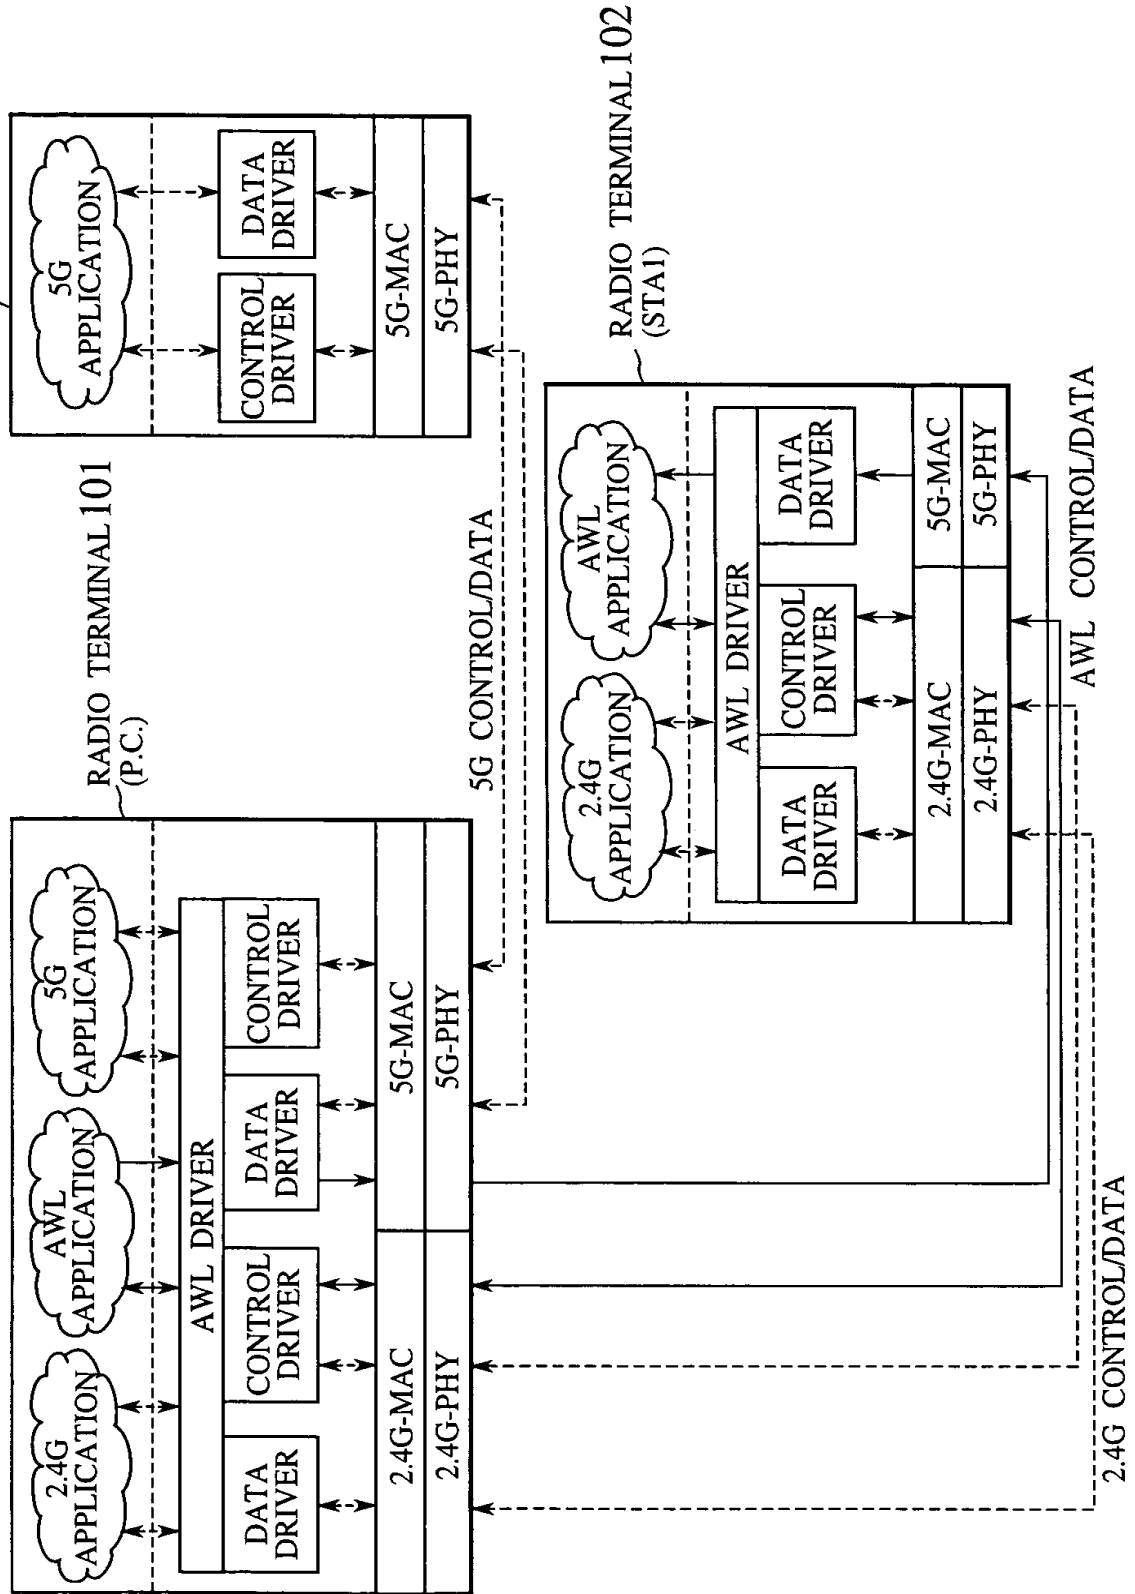 RADIO TERMINAL 101
(P.C.)
2.4G
APPLICATION
AWL
APPLICATION
5G
APPLICATION
AWL DRIVER
DATA
DRIVER
CONTROL
DRIVER
DATA
DRIVER
CONTROL
DRIVER
2.4G-MAC
5G-MAC
2.4G-PHY
5G-PHY
5G
APPLICATION
CONTROL
DRIVER
DATA
DRIVER
5G-MAC
5G-PHY
5G CONTROL/DATA
RADIO TERMINAL 102
(STA1)
2.4G
APPLICATION
AWL
APPLICATION
AWL DRIVER
DATA
DRIVER
CONTROL
DRIVER
DATA
DRIVER
2.4G-MAC
5G-MAC
2.4G-PHY
5G-PHY
AWL CONTROL/DATA
2.4G CONTROL/DATA